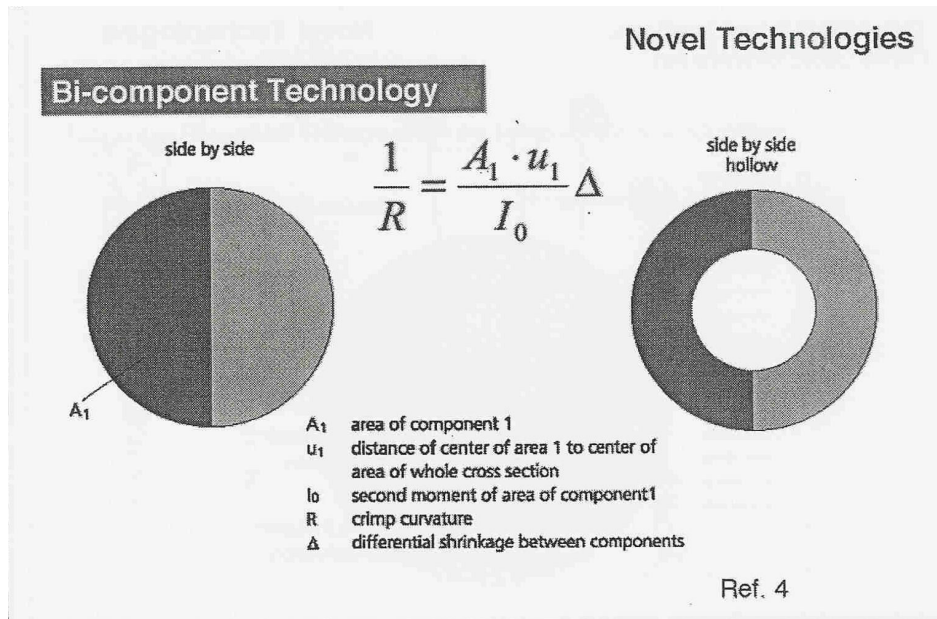 Novel Technologies
Bi-component Technology
side by side
1/R = A₁ · u₁/I₀ Δ
side by side
hollow
A₁
A₁ area of component 1
u₁ distance of center of area 1 to center of
area of whole cross section
I₀ second moment of area of component1
R crimp curvature
Δ differential shrinkage between components
Ref. 4